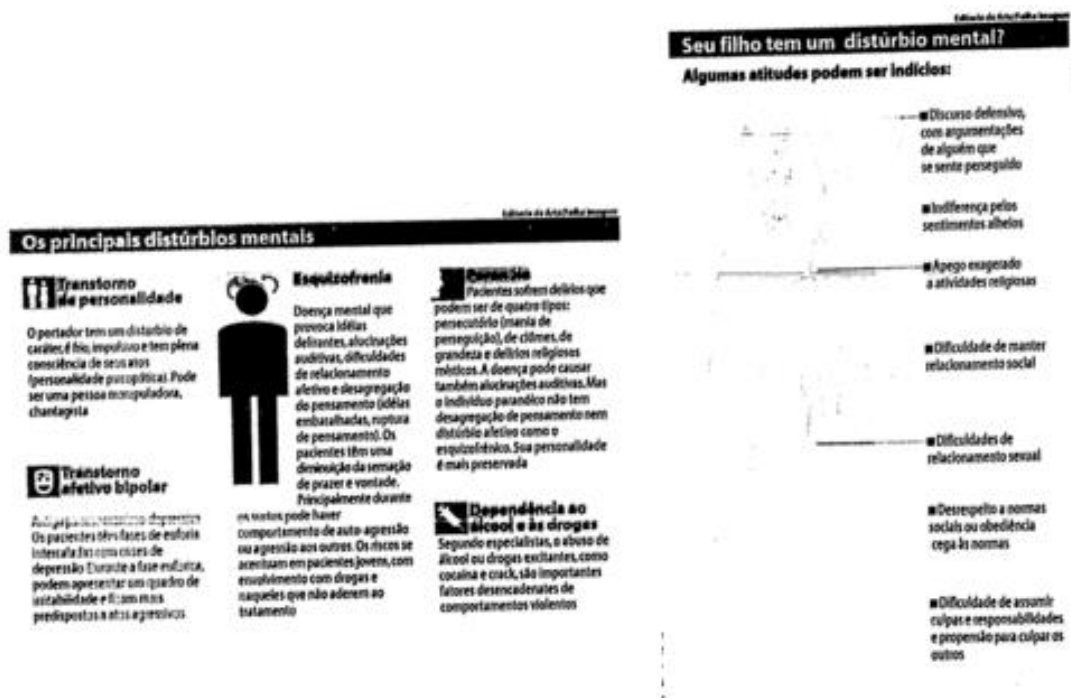 Editoria de Arte/Folha Imagem
Os principais distúrbios mentais
Transtorno
de personalidade
O portador tem um distúrbio de
caráter, é frio, impulsivo e tem plena
consciência de seus atos
(personalidade psicopática). Pode
ser uma pessoa manipuladora,
chantagista
Transtorno
afetivo bipolar
Os pacientes têm fases de euforia
com crises de
depressão. Durante a fase eufórica,
podem apresentar um quadro de
irritabilidade e ficam mais
predispostas a atos agressivos
Esquizofrenia
Doença mental que
provoca idéias
delirantes, alucinações
auditivas, dificuldades
de relacionamento
afetivo e desagregação
do pensamento (idéias
embaralhadas, ruptura
de pensamento). Os
pacientes têm uma
diminuição da sensação
de prazer e vontade.
Principalmente durante
os surtos pode haver
comportamento de auto-agressão
ou agressão aos outros. Os riscos se
acentuam em pacientes jovens, com
envolvimento com drogas e
naqueles que não aderem ao
tratamento
Paranóia
Pacientes sofrem delírios que
podem ser de quatro tipos:
persecutório (mania de
perseguição), de ciúmes, de
grandeza e delírios religiosos
místicos. A doença pode causar
também alucinações auditivas. Mas
o indivíduo paranóico não tem
desagregação de pensamento nem
distúrbio afetivo como o
esquizofrênico. Sua personalidade
é mais preservada
Dependência ao
álcool e às drogas
Segundo especialistas, o abuso de
álcool ou drogas excitantes, como
cocaína e crack, são importantes
fatores desencadenates de
comportamentos violentos
Editoria de Arte/Folha Imagem
Seu filho tem um distúrbio mental?
Algumas atitudes podem ser indícios:
■ Discurso defensivo,
com argumentações
de alguém que
se sente perseguido
■ Indiferença pelos
sentimentos alheios
■ Apego exagerado
a atividades religiosas
■ Dificuldade de manter
relacionamento social
■ Dificuldades de
relacionamento sexual
■ Desrespeito a normas
sociais ou obediência
cega às normas
■ Dificuldade de assumir
culpas e responsabilidades
e propensão para culpar os
outros